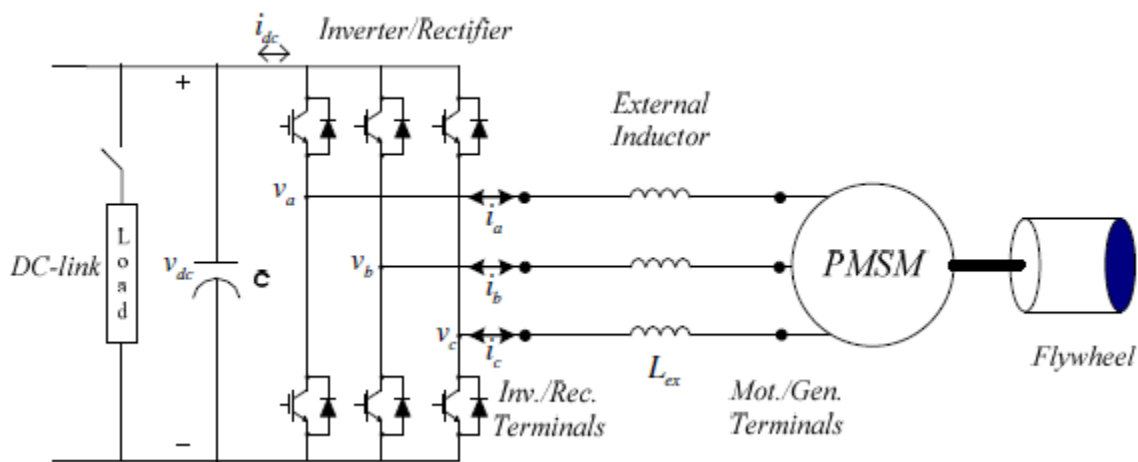 i_dc
Inverter/Rectifier
External
Inductor
+
v_a
i_a
Load
DC-link
v_dc
C
v_b
i_b
PMSM
v_c
i_c
L_ex
Flywheel
−
Inv./Rec.
Terminals
Mot./Gen.
Terminals